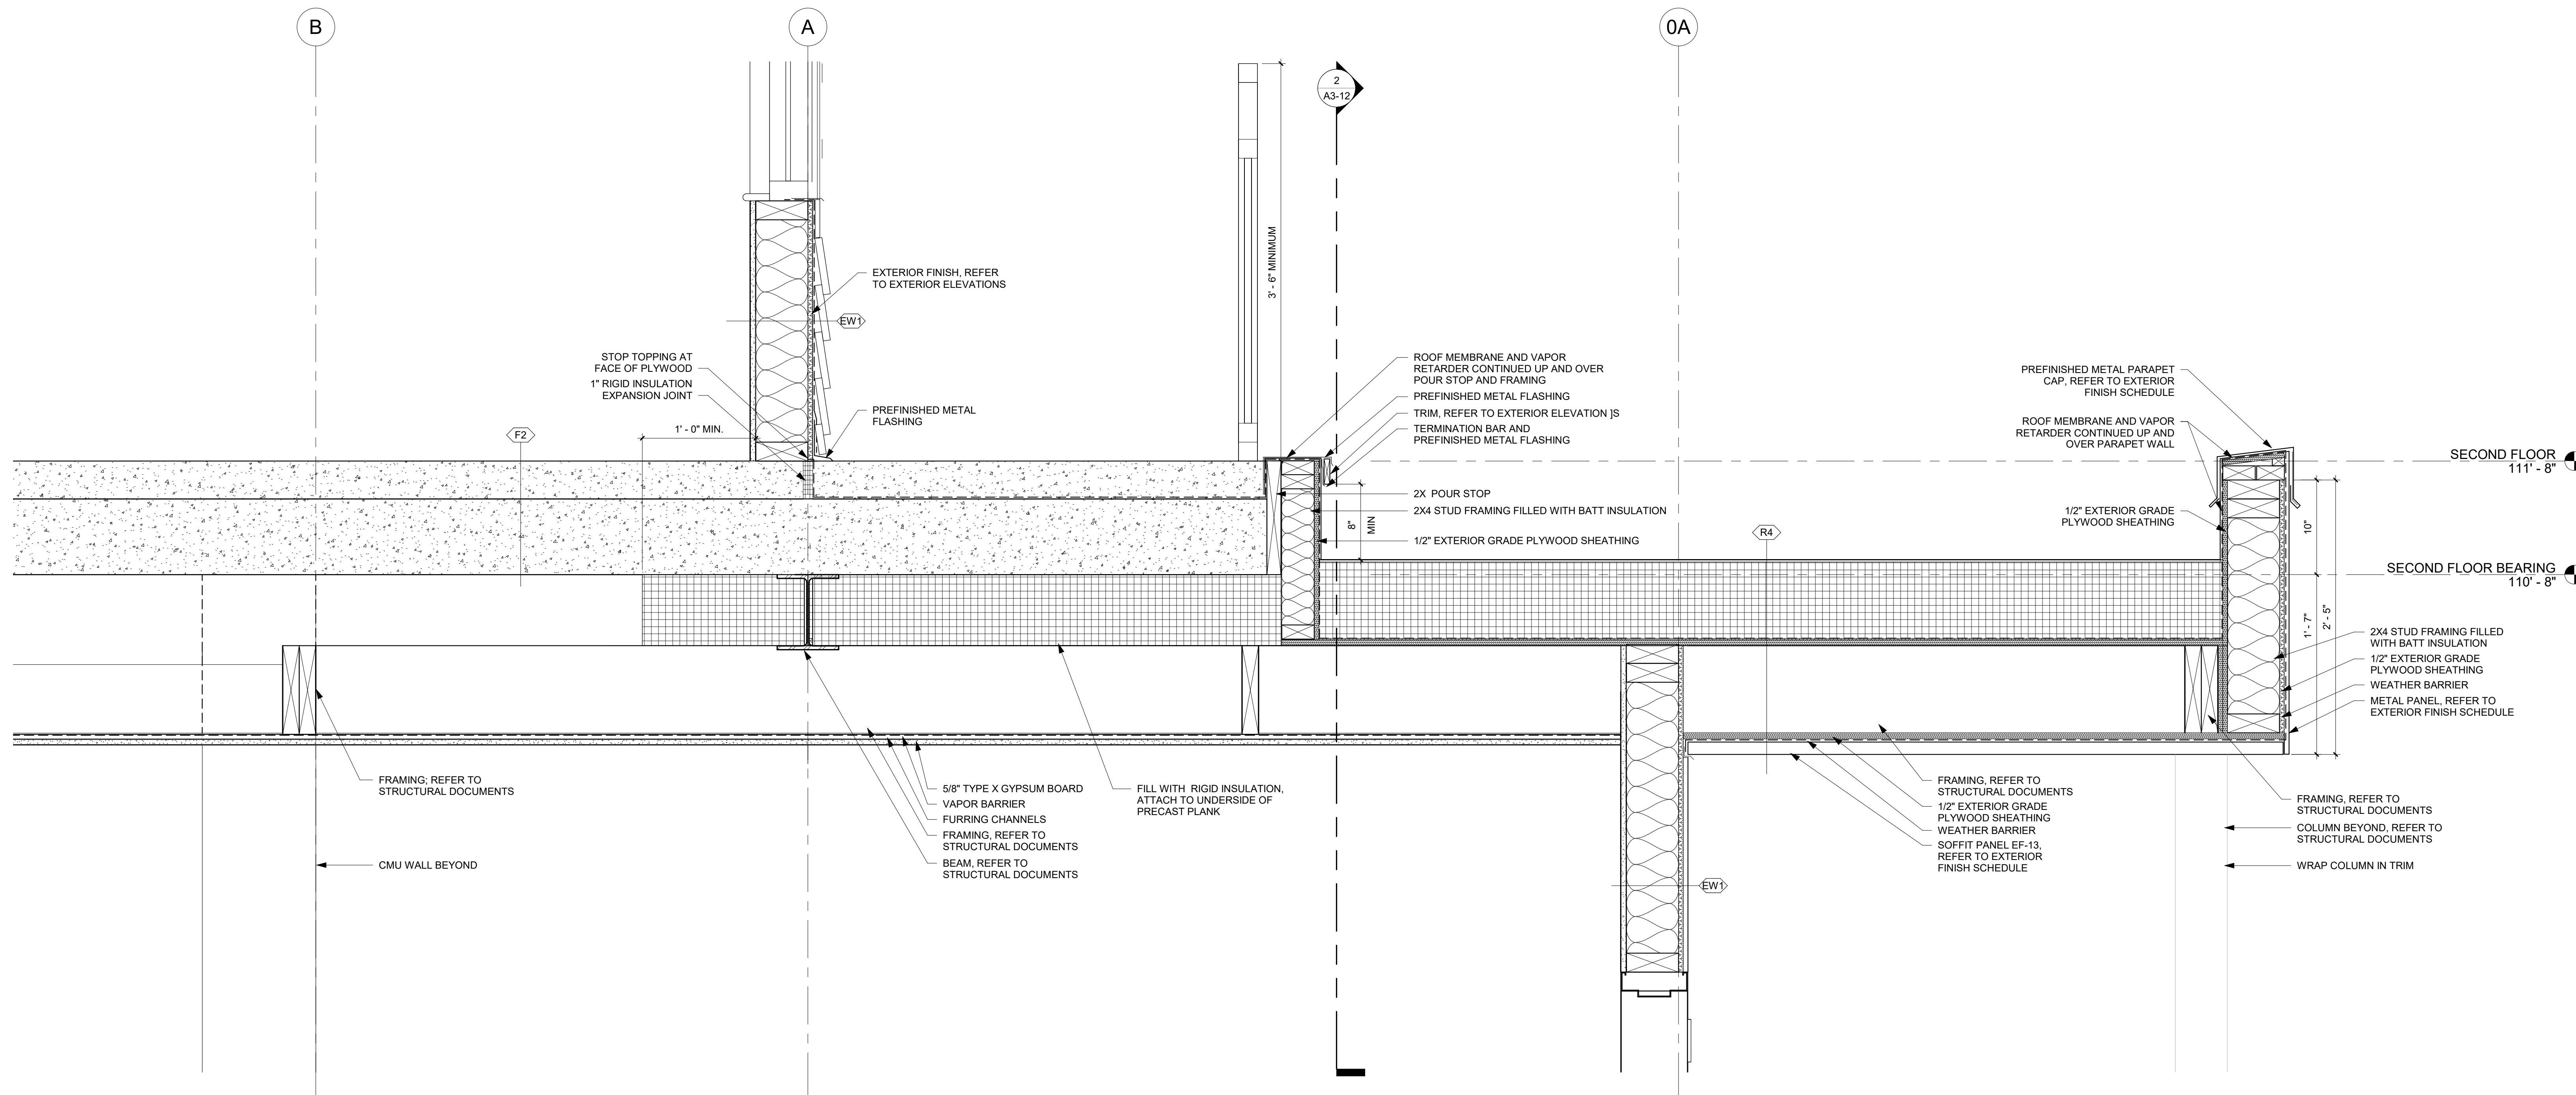 B
A
0A
2
A3-12
3' - 6" MINIMUM
EXTERIOR FINISH, REFER
TO EXTERIOR ELEVATIONS
EW1
STOP TOPPING AT
FACE OF PLYWOOD
1" RIGID INSULATION
EXPANSION JOINT
PREFINISHED METAL
FLASHING
1' - 0" MIN.
F2
ROOF MEMBRANE AND VAPOR
RETARDER CONTINUED UP AND OVER
POUR STOP AND FRAMING
PREFINISHED METAL FLASHING
TRIM, REFER TO EXTERIOR ELEVATION ]S
TERMINATION BAR AND
PREFINISHED METAL FLASHING
2X  POUR STOP
2X4 STUD FRAMING FILLED WITH BATT INSULATION
1/2" EXTERIOR GRADE PLYWOOD SHEATHING
8"
MIN
R4
PREFINISHED METAL PARAPET
CAP, REFER TO EXTERIOR
FINISH SCHEDULE
ROOF MEMBRANE AND VAPOR
RETARDER CONTINUED UP AND
OVER PARAPET WALL
1/2" EXTERIOR GRADE
PLYWOOD SHEATHING
SECOND FLOOR
111' - 8"
SECOND FLOOR BEARING
110' - 8"
10"
1' - 7"
2' - 5"
2X4 STUD FRAMING FILLED
WITH BATT INSULATION
1/2" EXTERIOR GRADE
PLYWOOD SHEATHING
WEATHER BARRIER
METAL PANEL, REFER TO
EXTERIOR FINISH SCHEDULE
FRAMING; REFER TO
STRUCTURAL DOCUMENTS
CMU WALL BEYOND
5/8" TYPE X GYPSUM BOARD
VAPOR BARRIER
FURRING CHANNELS
FRAMING, REFER TO
STRUCTURAL DOCUMENTS
BEAM, REFER TO
STRUCTURAL DOCUMENTS
FILL WITH  RIGID INSULATION,
ATTACH TO UNDERSIDE OF
PRECAST PLANK
EW1
FRAMING, REFER TO
STRUCTURAL DOCUMENTS
1/2" EXTERIOR GRADE
PLYWOOD SHEATHING
WEATHER BARRIER
SOFFIT PANEL EF-13,
REFER TO EXTERIOR
FINISH SCHEDULE
FRAMING, REFER TO
STRUCTURAL DOCUMENTS
COLUMN BEYOND, REFER TO
STRUCTURAL DOCUMENTS
WRAP COLUMN IN TRIM